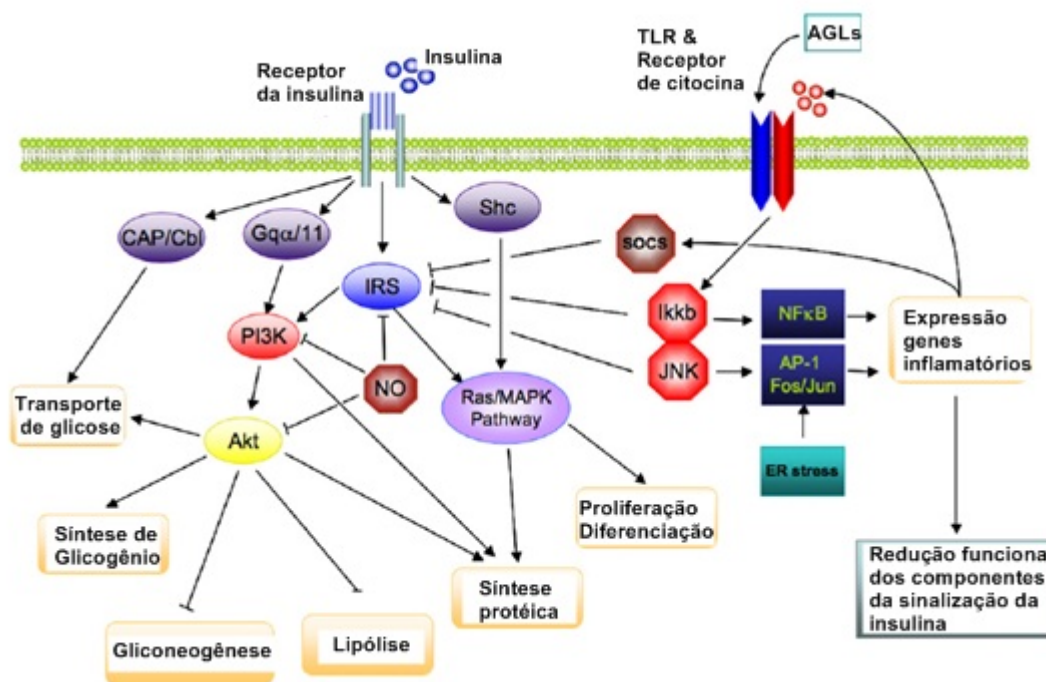 Receptor
da insulina
Insulina
TLR &
Receptor
de citocina
AGLs
CAP/Cbl
Gqα/11
Shc
IRS
SOCS
PI3K
NO
Ikkb
JNK
NFκB
AP-1
Fos/Jun
Expressão
genes
inflamatórios
Ras/MAPK
Pathway
ER stress
Transporte
de glicose
Akt
Síntese de
Glicogênio
Proliferação
Diferenciação
Síntese
protéica
Gliconeogênese
Lipólise
Redução funciona
dos componentes
da sinalização da
insulina